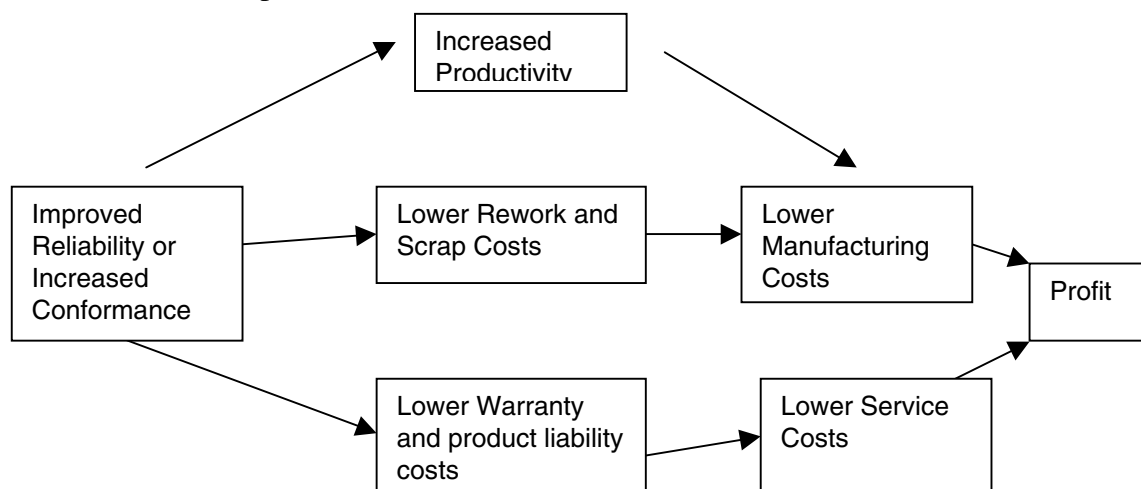 Increased
Productivity
Improved
Reliability or
Increased
Conformance
Lower Rework and
Scrap Costs
Lower
Manufacturing
Costs
Profit
Lower Warranty
and product liability
costs
Lower Service
Costs